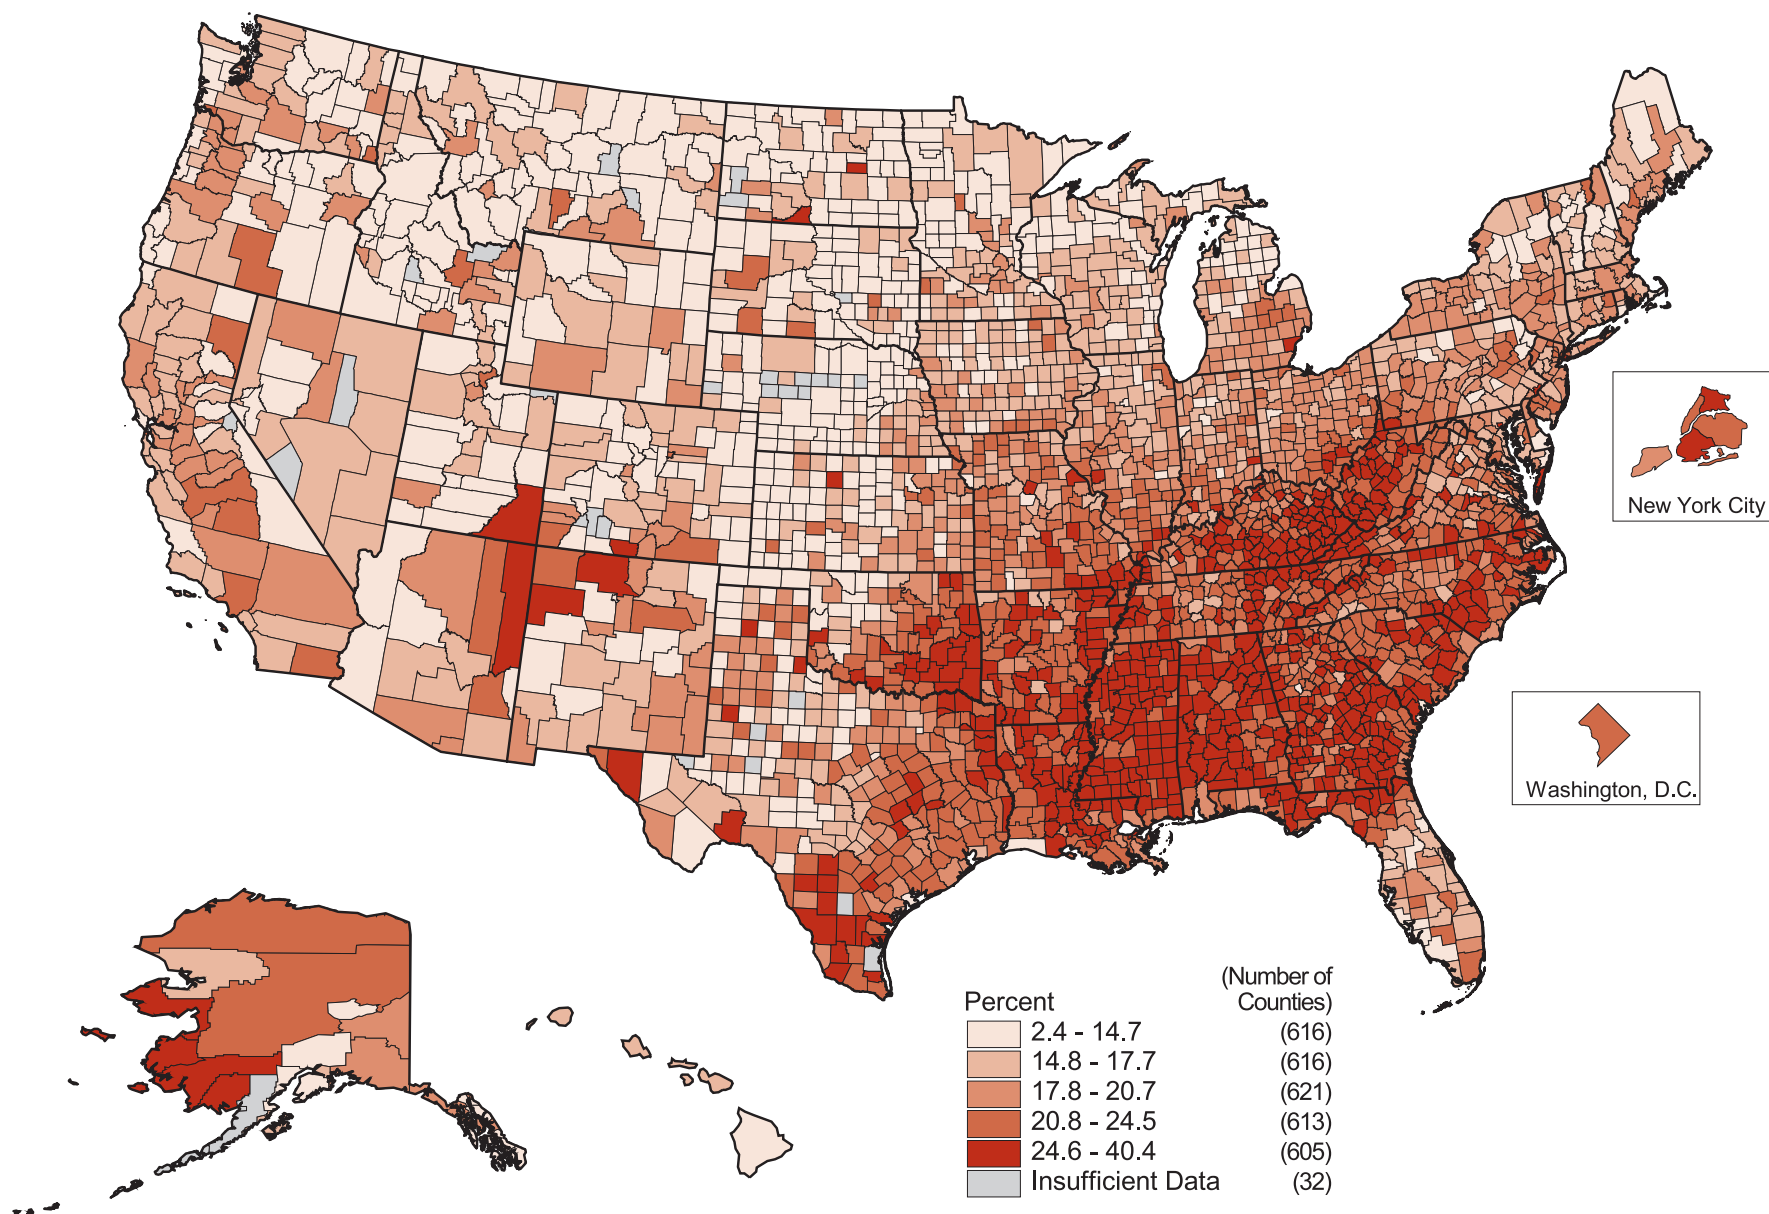 New York City
Washington, D.C.
Percent (Number of Counties)
2.4 - 14.7 (616)
14.8 - 17.7 (616)
17.8 - 20.7 (621)
20.8 - 24.5 (613)
24.6 - 40.4 (605)
Insufficient Data (32)